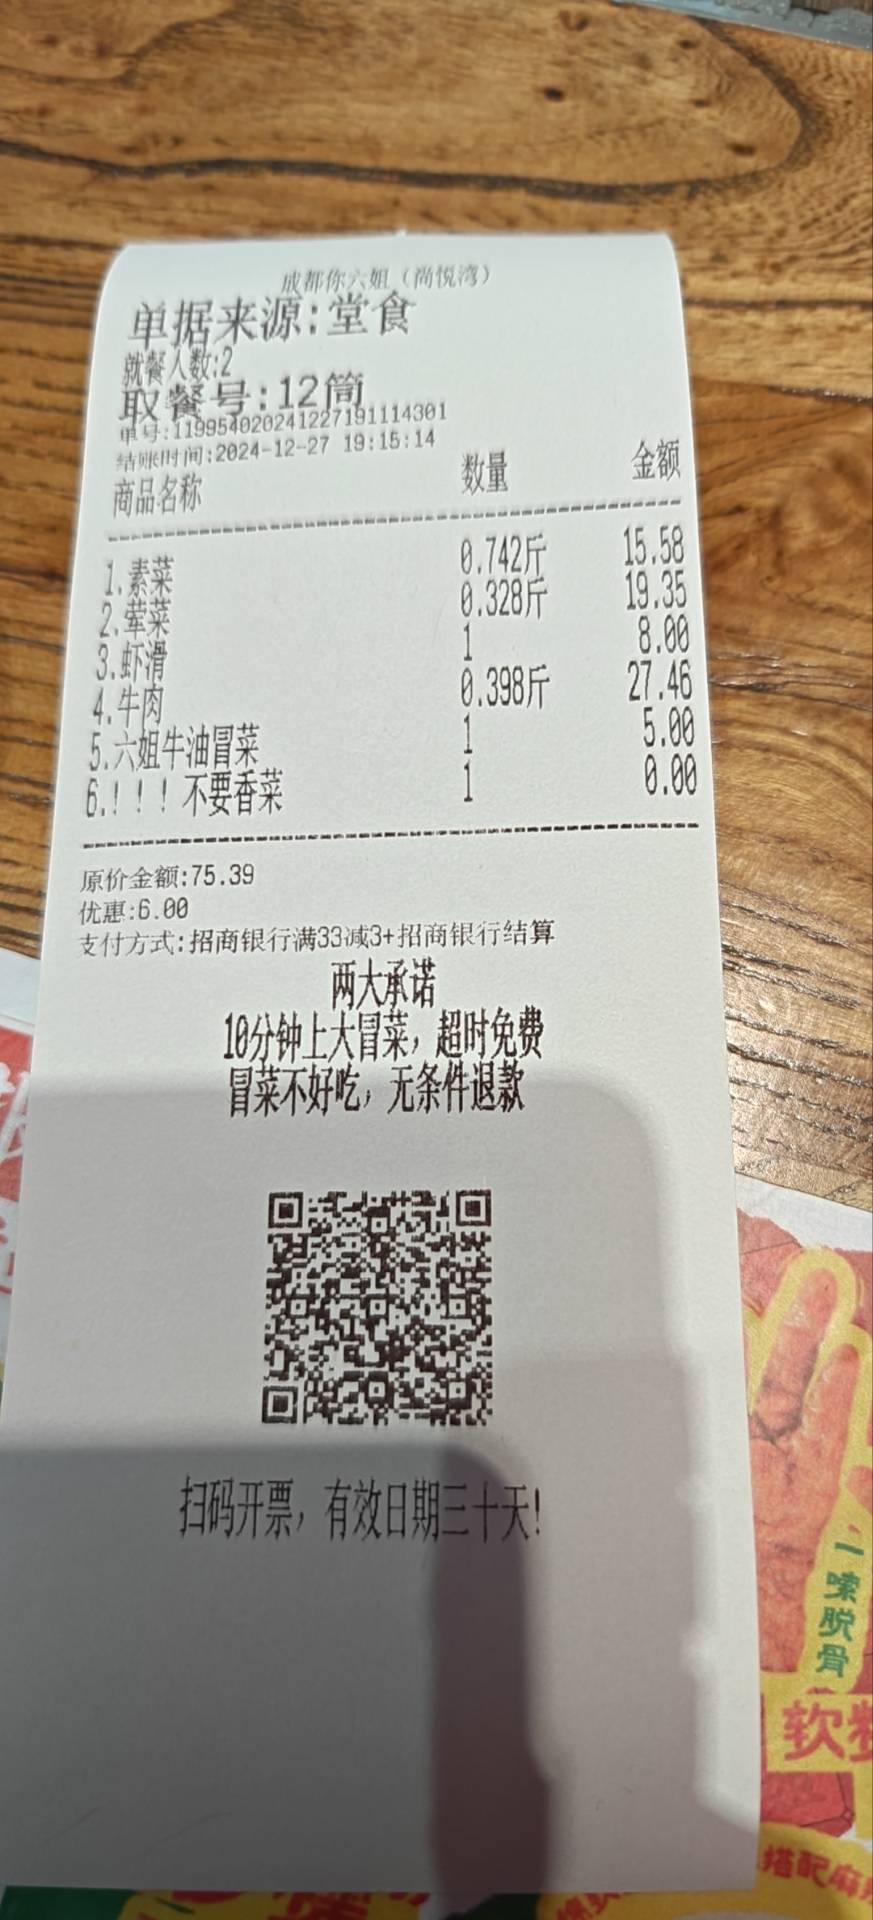 成都你六姐（尚悦湾）
单据来源:堂食
就餐人数:2
取餐号:12筒
单号:119954020241227191114301
结账时间:2024-12-27 19:15:14
商品名称 数量 金额
1.素菜 0.742斤 15.58
2.荤菜 0.328斤 19.35
3.虾滑 1 8.00
4.牛肉 0.398斤 27.46
5.六姐牛油冒菜 1 5.00
6.!!! 不要香菜 1 0.00
原价金额:75.39
优惠:6.00
支付方式:招商银行满33减3+招商银行结算
两大承诺
10分钟上大冒菜，超时免费
冒菜不好吃，无条件退款
扫码开票，有效日期三十天!
一嗦脱骨
软
搭配麻